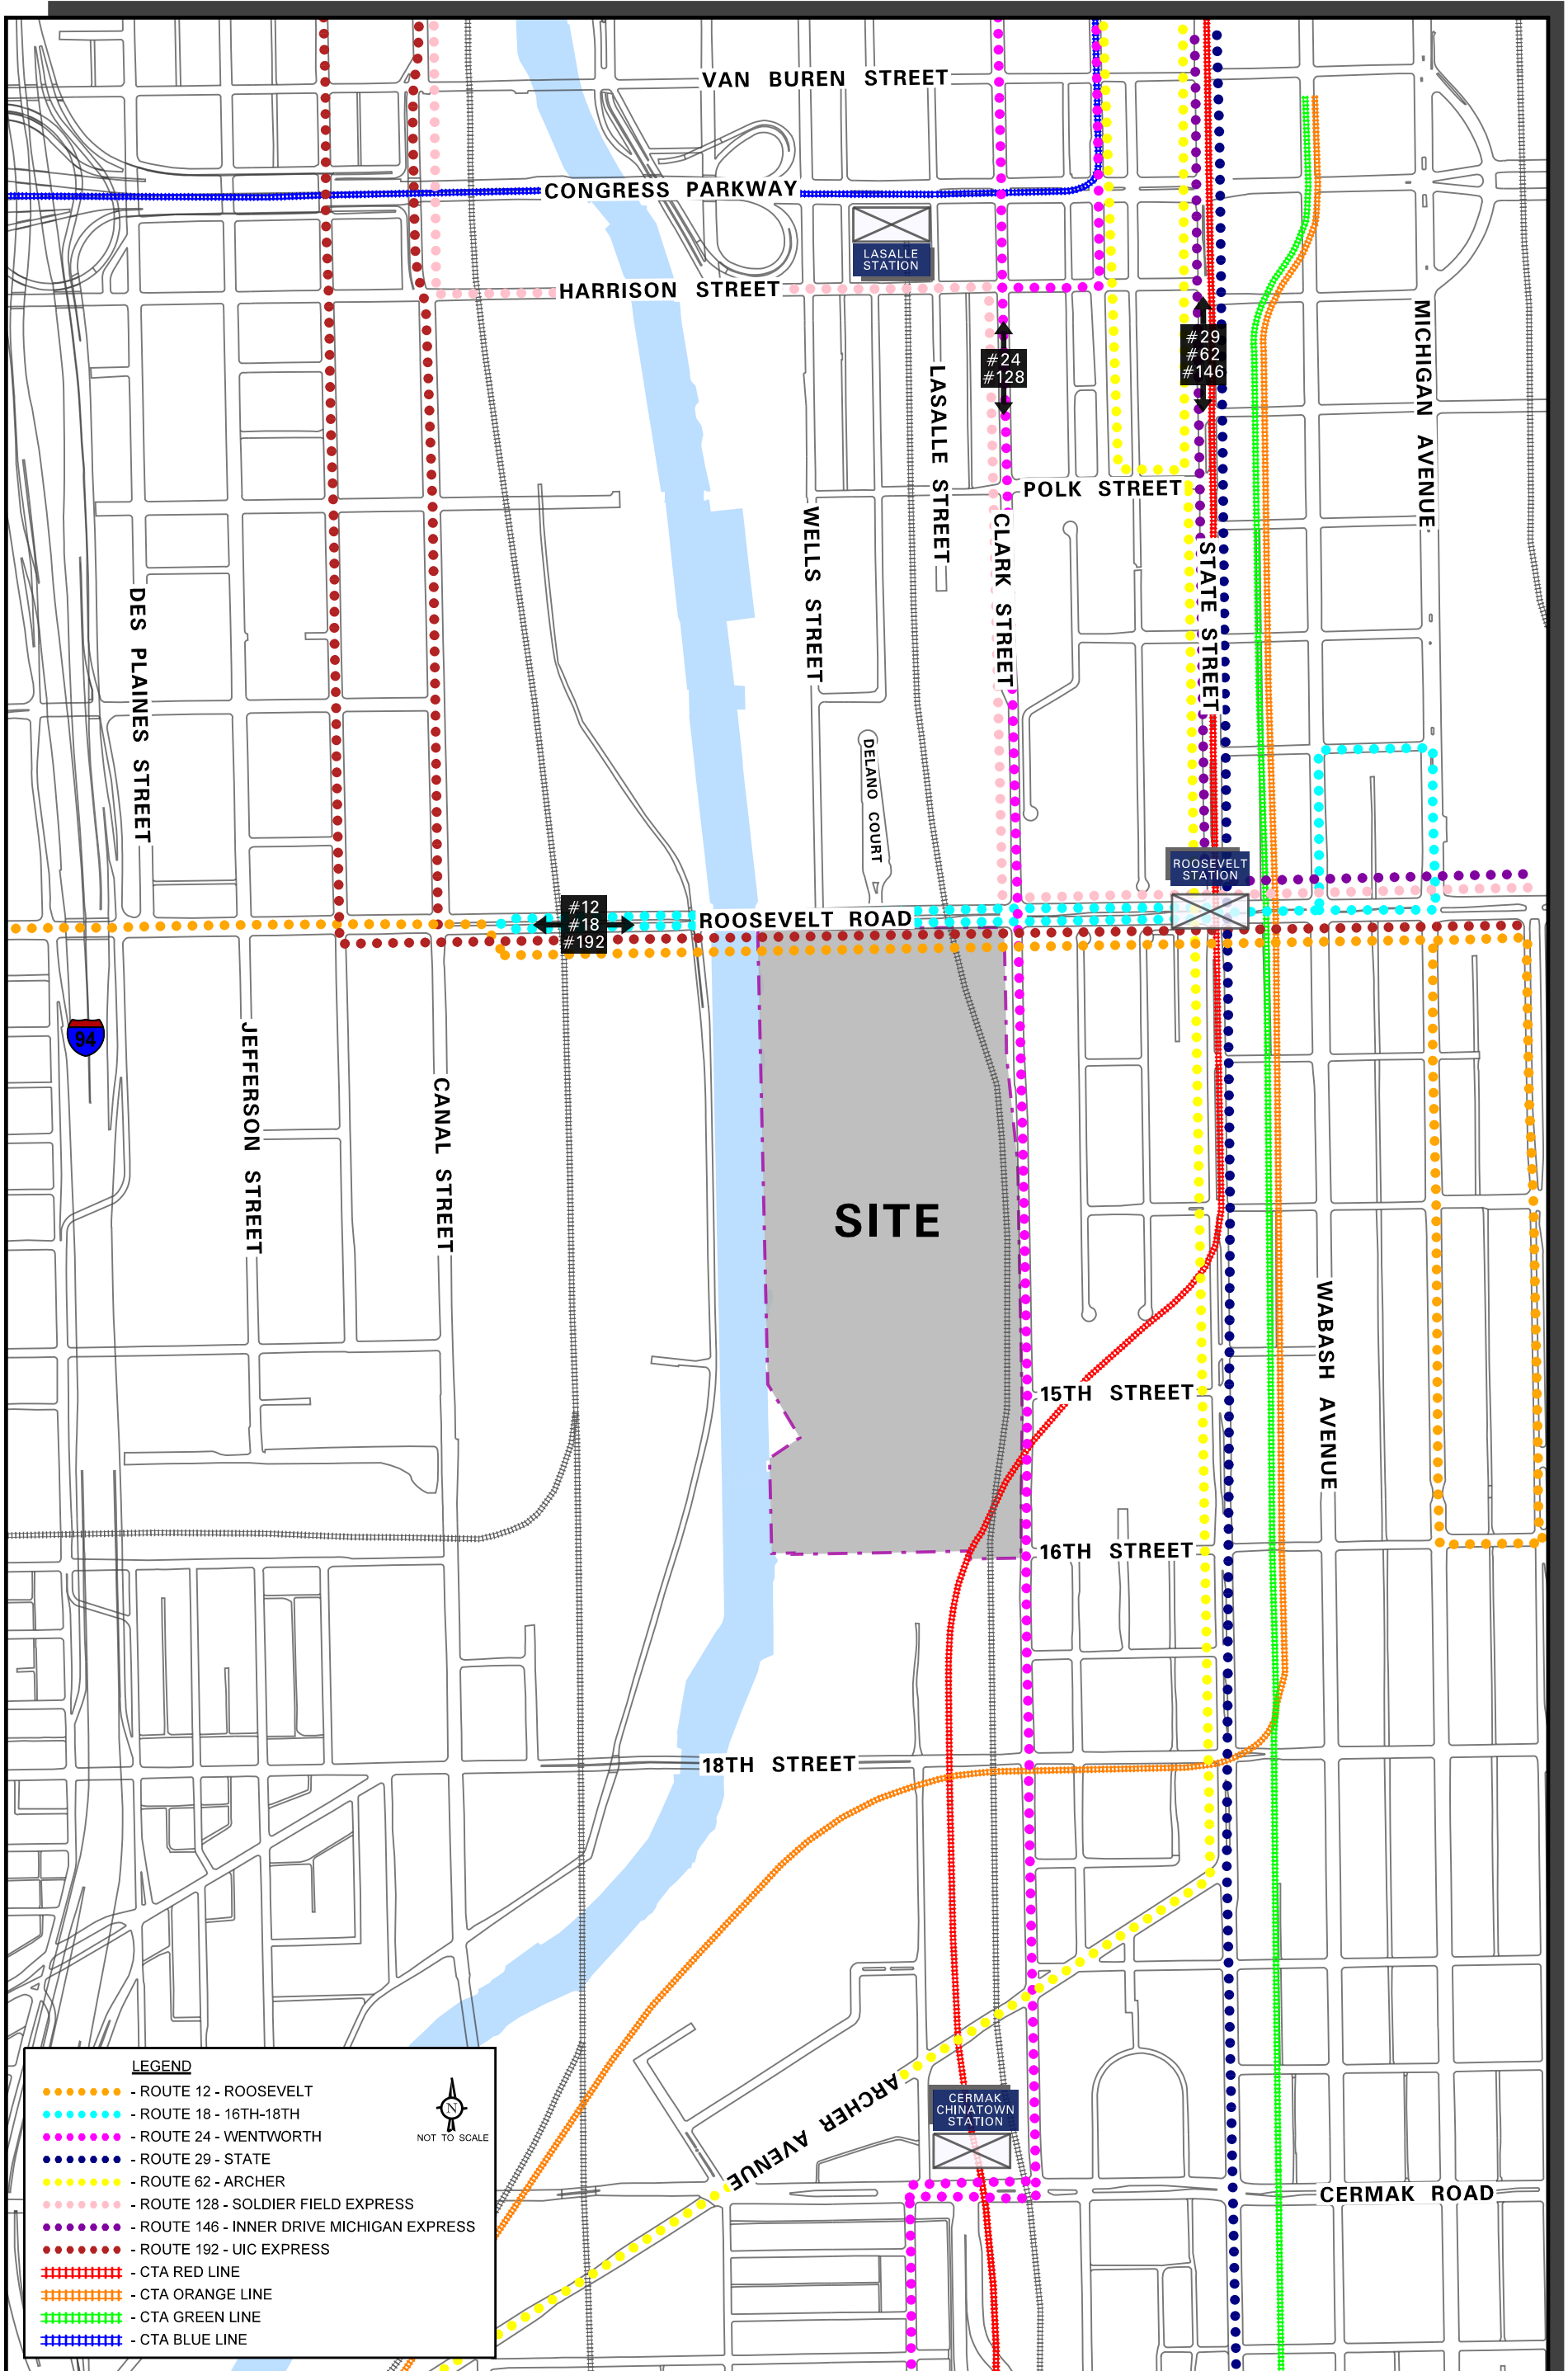 VAN BUREN STREET
CONGRESS PARKWAY
LASALLE
STATION
HARRISON STREET
#24
#128
#29
#62
#146
MICHIGAN AVENUE
LASALLE STREET
POLK STREET
WELLS STREET
CLARK STREET
STATE STREET
DES PLAINES STREET
DELANO COURT
ROOSEVELT
STATION
#12
#18
#192
ROOSEVELT ROAD
94
JEFFERSON STREET
CANAL STREET
SITE
WABASH AVENUE
15TH STREET
16TH STREET
18TH STREET
ARCHER AVENUE
CERMAK
CHINATOWN
STATION
CERMAK ROAD
LEGEND
- ROUTE 12 - ROOSEVELT
- ROUTE 18 - 16TH-18TH
- ROUTE 24 - WENTWORTH
- ROUTE 29 - STATE
- ROUTE 62 - ARCHER
- ROUTE 128 - SOLDIER FIELD EXPRESS
- ROUTE 146 - INNER DRIVE MICHIGAN EXPRESS
- ROUTE 192 - UIC EXPRESS
- CTA RED LINE
- CTA ORANGE LINE
- CTA GREEN LINE
- CTA BLUE LINE
N
NOT TO SCALE